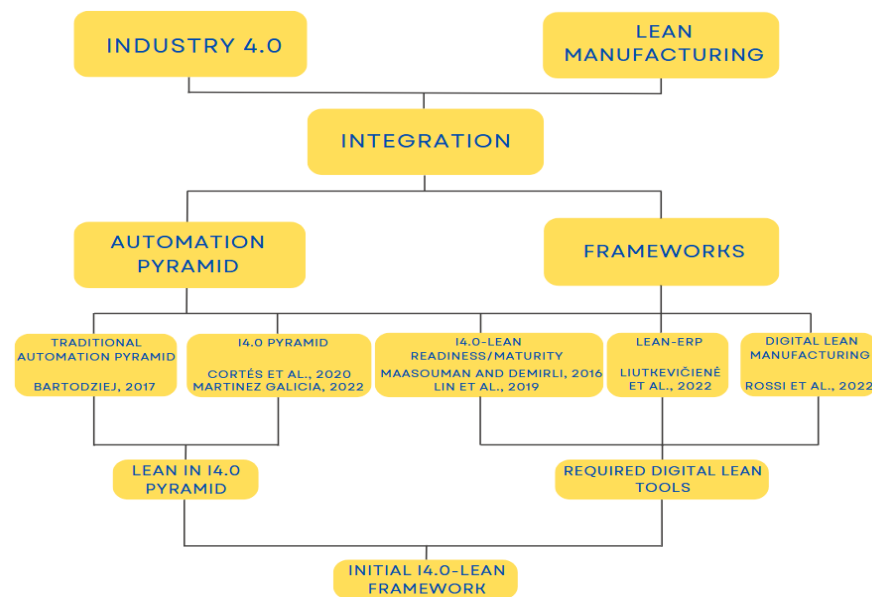 INDUSTRY 4.0
LEAN
MANUFACTURING
INTEGRATION
AUTOMATION
PYRAMID
FRAMEWORKS
TRADITIONAL
AUTOMATION PYRAMID
BARTODZIEJ, 2017
I4.0 PYRAMID
CORTÉS ET AL., 2020
MARTINEZ GALICIA, 2022
I4.0-LEAN
READINESS/MATURITY
MAASOUMAN AND DEMIRLI, 2016
LIN ET AL., 2019
LEAN-ERP
LIUTKEVIČIENĖ
ET AL., 2022
DIGITAL LEAN
MANUFACTURING
ROSSI ET AL., 2022
LEAN IN I4.0
PYRAMID
REQUIRED DIGITAL LEAN
TOOLS
INITIAL I4.0-LEAN
FRAMEWORK